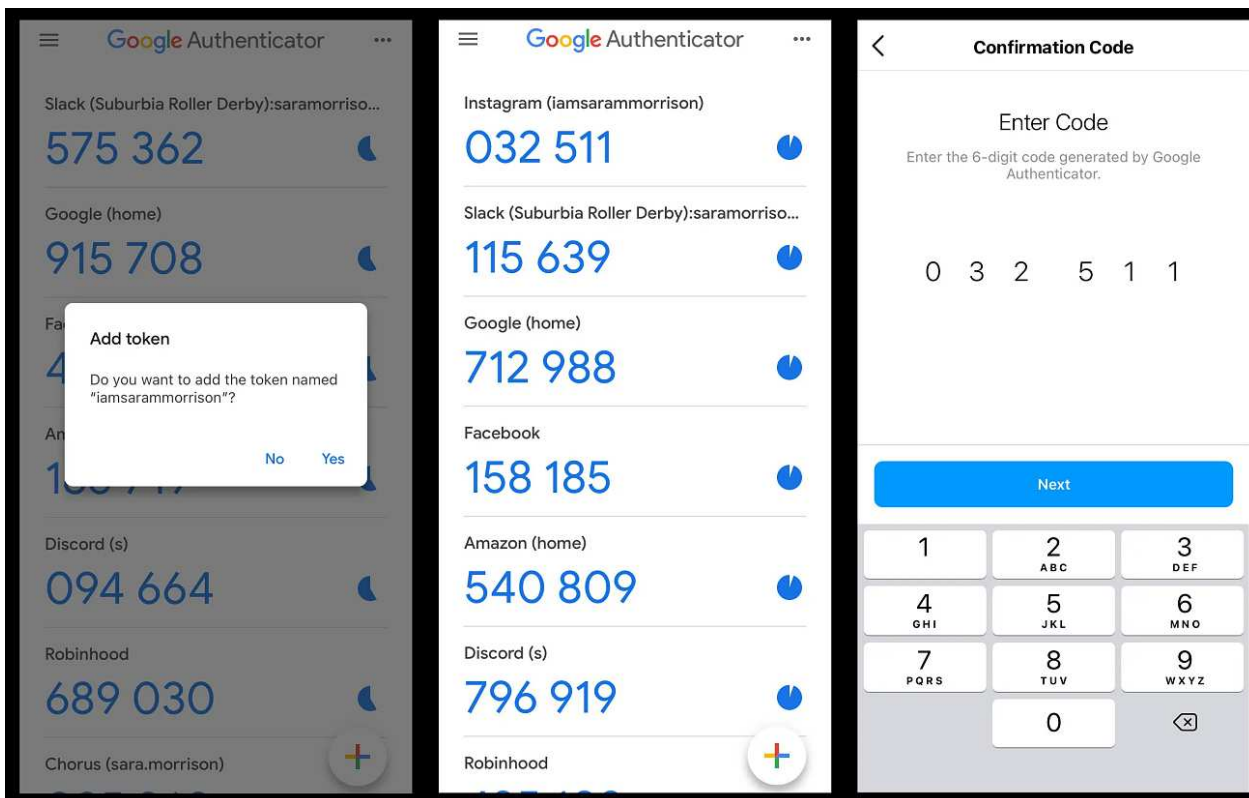 Google Authenticator
Slack (Suburbia Roller Derby):saramorriso...
575 362
Google (home)
915 708
Fa
4
Add token
Do you want to add the token named
“iamsarammorrison”?
No Yes
An
Discord (s)
094 664
Robinhood
689 030
Chorus (sara.morrison)
Google Authenticator
Instagram (iamsarammorrison)
032 511
Slack (Suburbia Roller Derby):saramorriso...
115 639
Google (home)
712 988
Facebook
158 185
Amazon (home)
540 809
Discord (s)
796 919
Robinhood
Confirmation Code
Enter Code
Enter the 6-digit code generated by Google
Authenticator.
0 3 2 5 1 1
Next
1 2 3
ABC DEF
4 5 6
GHI JKL MNO
7 8 9
PQRS TUV WXYZ
0